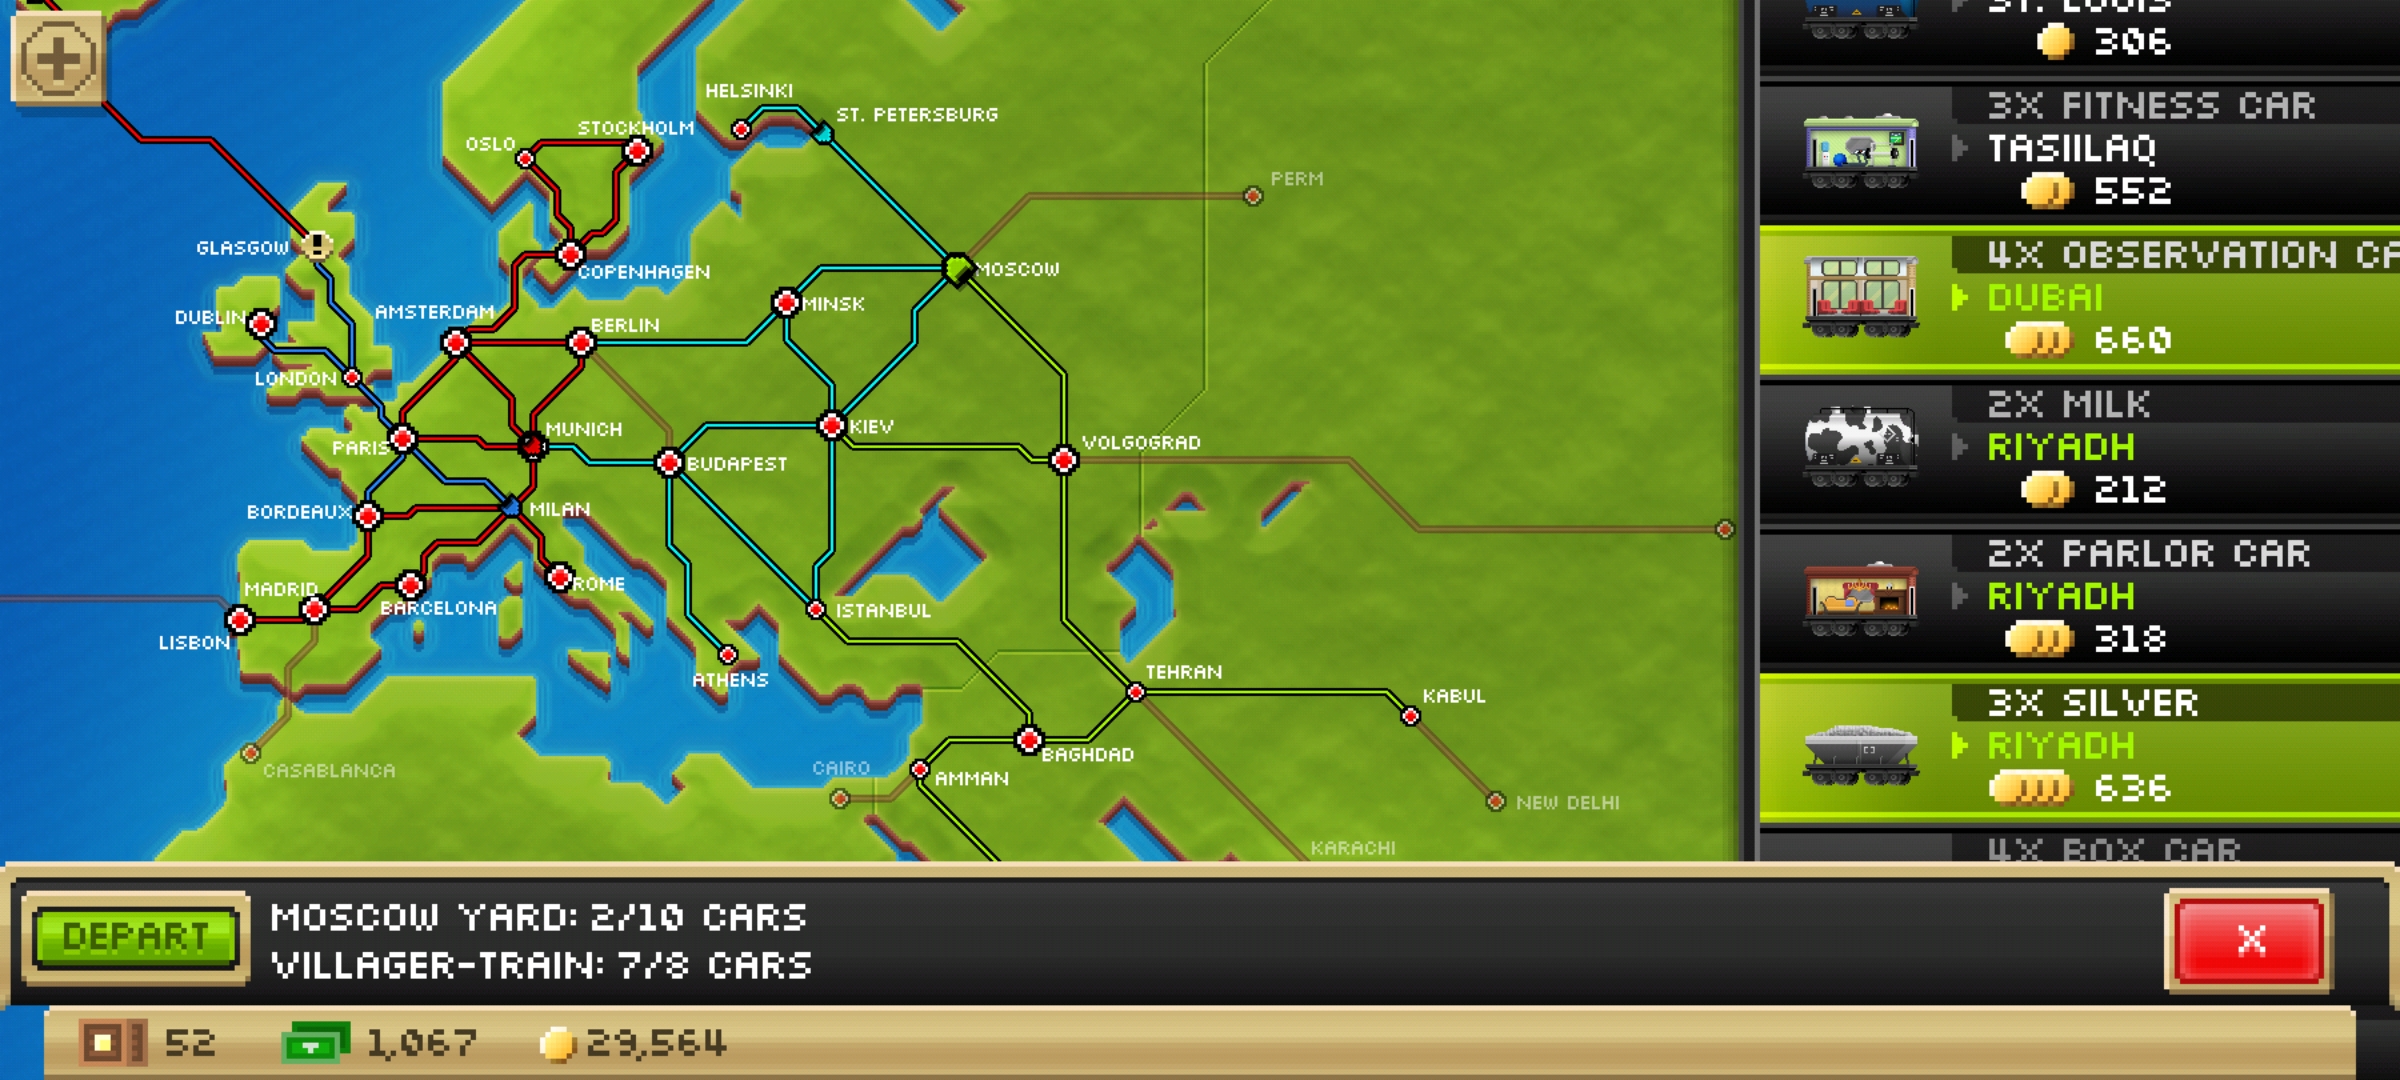 HELSINKI
ST. PETERSBURG
STOCKHOLM
OSLO
PERM
GLASGOW
COPENHAGEN
MOSCOW
MINSK
DUBLIN
AMSTERDAM
BERLIN
LONDON
PARIS
MUNICH
KIEV
VOLGOGRAD
BUDAPEST
BORDEAUX
MILAN
MADRID
BARCELONA
ROME
ISTANBUL
LISBON
ATHENS
TEHRAN
KABUL
CASABLANCA
CAIRO
AMMAN
BAGHDAD
NEW DELHI
KARACHI
ST. LOUIS
306
3X FITNESS CAR
TASIILAQ
552
4X OBSERVATION CA
DUBAI
660
2X MILK
RIYADH
212
2X PARLOR CAR
RIYADH
318
3X SILVER
RIYADH
636
4X BOX CAR
DEPART
MOSCOW YARD: 2/10 CARS
VILLAGER-TRAIN: 7/8 CARS
X
52
1,067
29,564